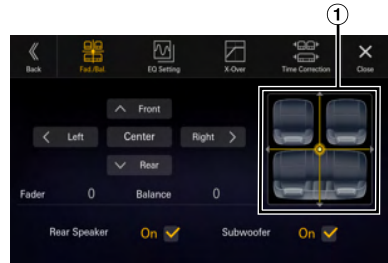 ①
Back Fad./Bal. EQ Setting X-Over Time Correction Close
Front
Left Center Right
Rear
Fader 0 Balance 0
Rear Speaker On Subwoofer On